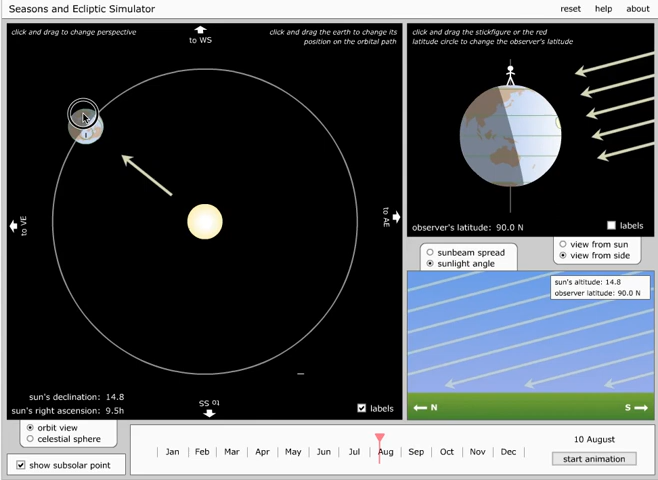 Seasons and Ecliptic Simulator
reset help about
click and drag to change perspective
click and drag the earth to change its
position on the orbital path
to WS
to VE
to AE
to SS
sun's declination: 14.8
sun's right ascension: 9.5h
labels
click and drag the stickfigure or the red
latitude circle to change the observer's latitude
observer's latitude: 90.0 N
labels
sunbeam spread
sunlight angle
view from sun
view from side
sun's altitude: 14.8
observer latitude: 90.0 N
N
S
orbit view
celestial sphere
show subsolar point
Jan Feb Mar Apr May Jun Jul Aug Sep Oct Nov Dec
10 August
start animation